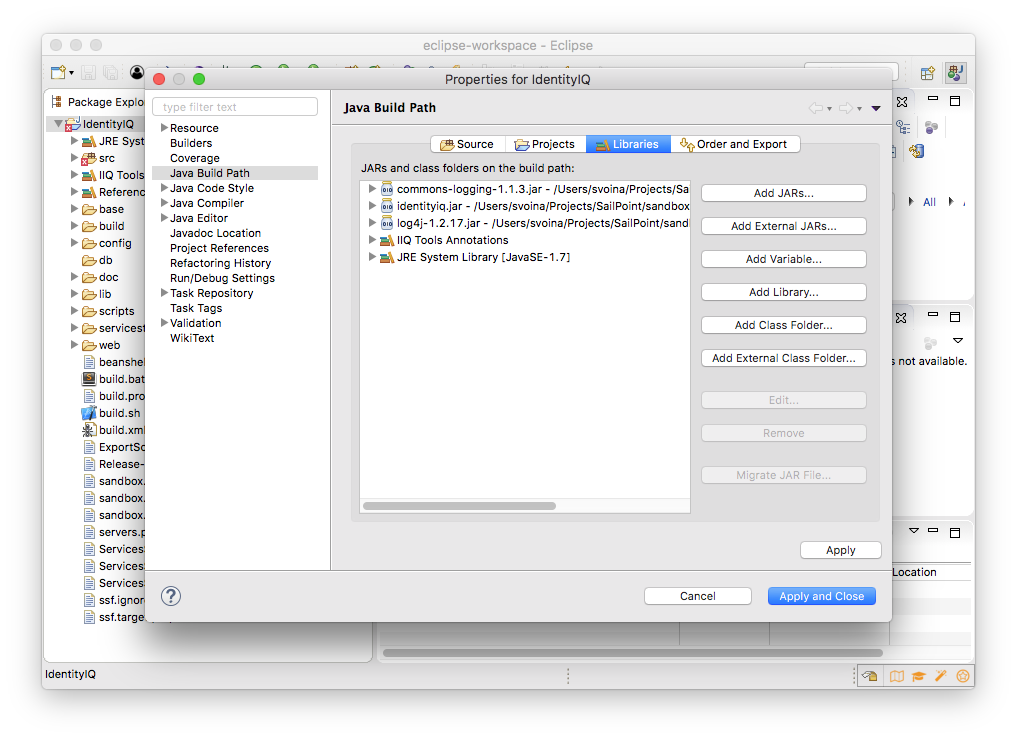 eclipse-workspace - Eclipse
Properties for IdentityIQ
Package Explo
IdentityIQ
JRE Syst
src
IIQ Tools
Referenc
base
build
config
db
doc
lib
scripts
servicest
web
beanshel
build.bat
build.pro
build.sh
build.xml
ExportSc
Release-
sandbox.
sandbox.
sandbox.
servers.p
ServicesS
ServicesS
ServicesS
ssf.ignor
ssf.targe
type filter text
Resource
Builders
Coverage
Java Build Path
Java Code Style
Java Compiler
Java Editor
Javadoc Location
Project References
Refactoring History
Run/Debug Settings
Task Repository
Task Tags
Validation
WikiText
Java Build Path
Source
Projects
Libraries
Order and Export
JARs and class folders on the build path:
commons-logging-1.1.3.jar - /Users/svoina/Projects/Sa
identityiq.jar - /Users/svoina/Projects/SailPoint/sandbox
log4j-1.2.17.jar - /Users/svoina/Projects/SailPoint/sand
IIQ Tools Annotations
JRE System Library [JavaSE-1.7]
Add JARs...
Add External JARs...
Add Variable...
Add Library...
Add Class Folder...
Add External Class Folder...
Edit...
Remove
Migrate JAR File...
Apply
Cancel
Apply and Close
All
s not available.
Location
IdentityIQ